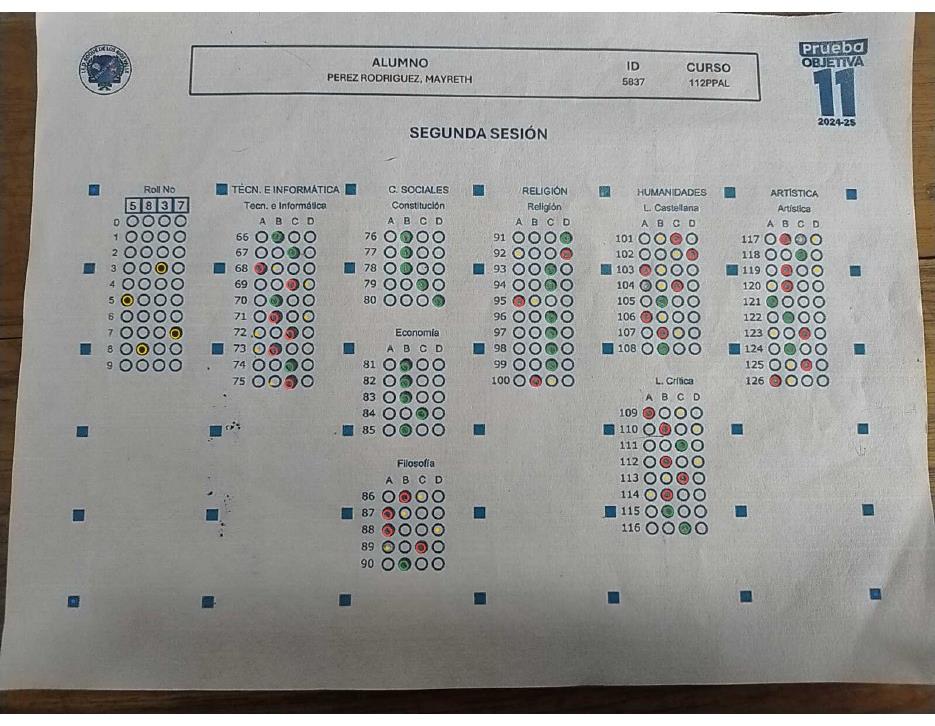 ALUMNO
PEREZ RODRIGUEZ, MAYRETH
ID
5837
CURSO
112PPAL
Prueba
OBJETIVA
11
2024-25
SEGUNDA SESIÓN
Roll No
5 8 3 7
0
1
2
3
4
5
6
7
8
9
TÉCN. E INFORMÁTICA
Tecn. e Informática
A B C D
66
67
68
69
70
71
72
73
74
75
C. SOCIALES
Constitución
A B C D
76
77
78
79
80
Economía
A B C D
81
82
83
84
85
Filosofía
A B C D
86
87
88
89
90
RELIGIÓN
Religión
A B C D
91
92
93
94
95
96
97
98
99
100
HUMANIDADES
L. Castellana
A B C D
101
102
103
104
105
106
107
108
L. Crítica
A B C D
109
110
111
112
113
114
115
116
ARTÍSTICA
Artística
A B C D
117
118
119
120
121
122
123
124
125
126